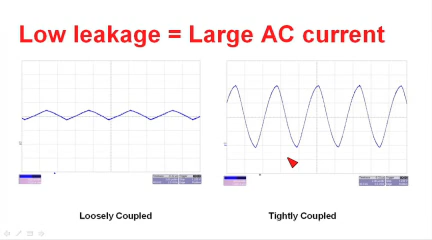 Low leakage = Large AC current
Loosely Coupled
Tightly Coupled